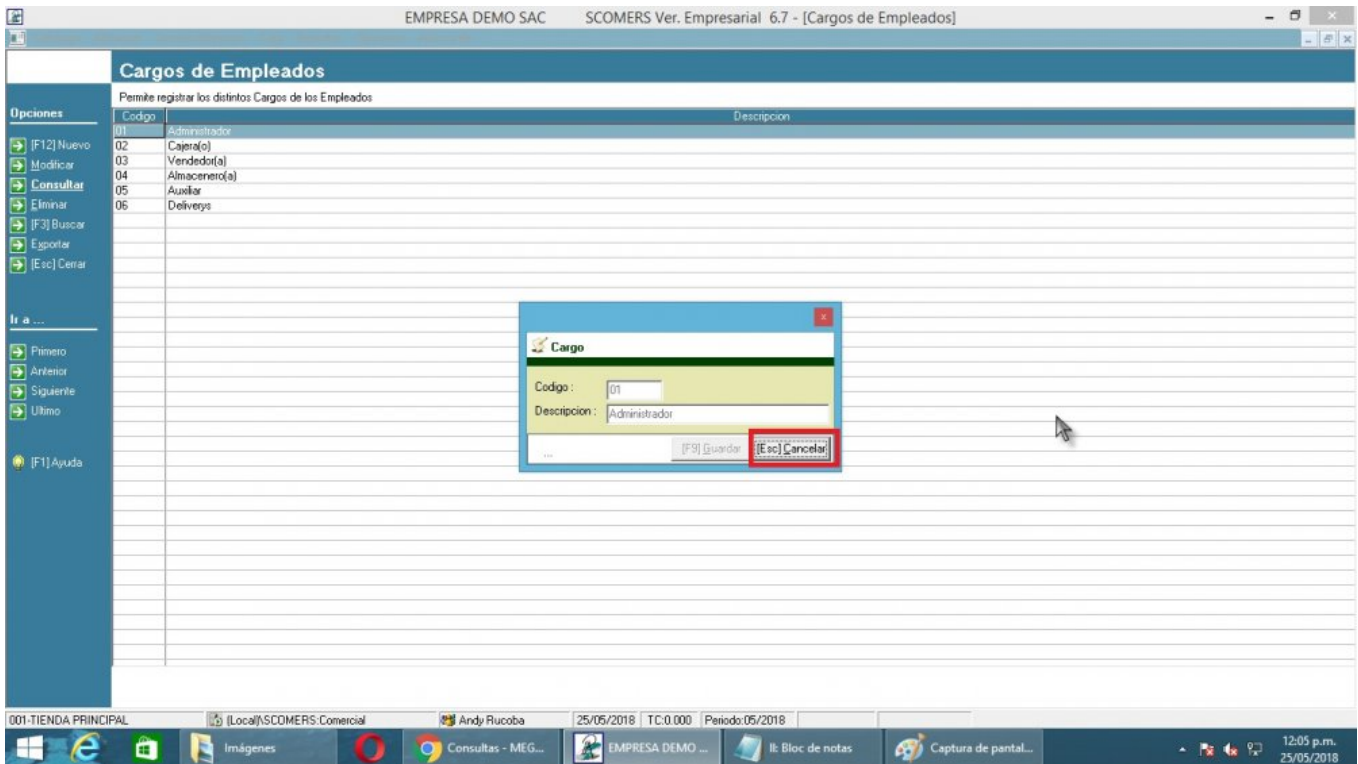 EMPRESA DEMO SAC SCOMERS Ver. Empresarial 6.7 - [Cargos de Empleados]
Cargos de Empleados
Permite registrar los distintos Cargos de los Empleados
Opciones
[F12] Nuevo
Modificar
Consultar
Eliminar
[F3] Buscar
Exportar
[Esc] Cerrar
Ir a ...
Primero
Anterior
Siguiente
Ultimo
[F1] Ayuda
Codigo Descripcion
01 Administrador
02 Cajera(o)
03 Vendedor(a)
04 Almacenero(a)
05 Auxiliar
06 Deliverys
Cargo
Codigo : 01
Descripcion : Administrador
... [F9] Guardar [Esc] Cancelar
001-TIENDA PRINCIPAL (Local)\SCOMERS:Comercial Andy Rucoba 25/05/2018 TC:0.000 Periodo:05/2018
Imágenes Consultas - MEG... EMPRESA DEMO ... II: Bloc de notas Captura de pantal... 12:05 p.m.
25/05/2018